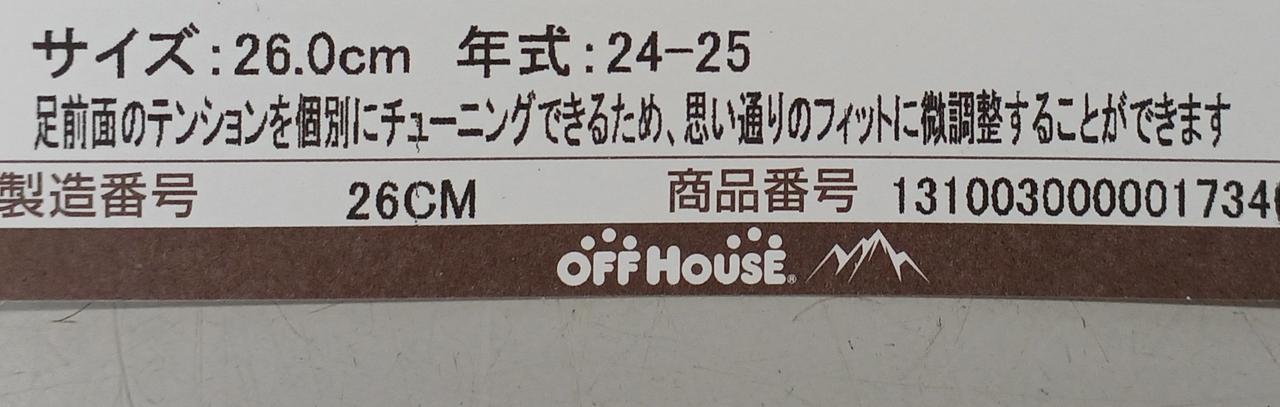 サイズ:26.0cm 年式:24-25
足前面のテンションを個別にチューニングできるため、思い通りのフィットに微調整することができます
製造番号 26CM 商品番号 131003000001734
OFF HOUSE®